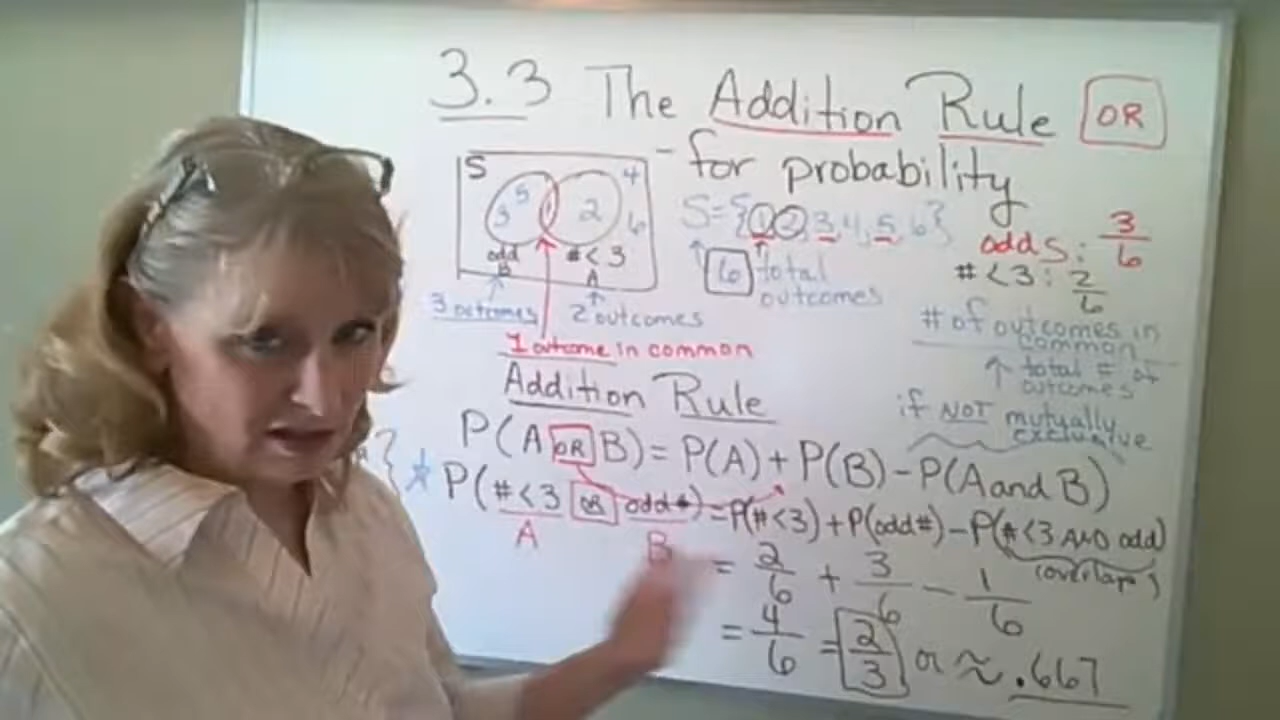 3.3 The Addition Rule OR
- for probability
S
5
4
3
1
2
6
odd
B
#<3
A
3 outcomes
2 outcomes
1 outcome in common
S={1,2,3,4,5,6}
6 total
outcomes
odds: 3/6
#<3: 2/6
# of outcomes in
common
total # of
outcomes
if NOT mutually
exclusive
Addition Rule
P(A OR B) = P(A) + P(B) - P(A and B)
P(#<3 OR odd#) = P(#<3) + P(odd#) - P(#<3 AND odd)
A
B
(overlap)
= 2/6 + 3/6 - 1/6
= 4/6 = 2/3 or ≈ .667